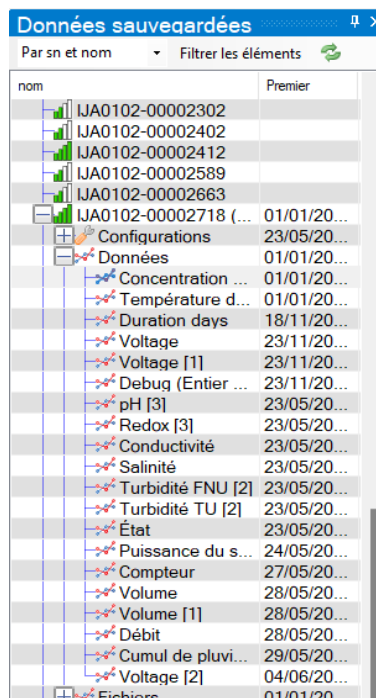 Données sauvegardées
Par sn et nom Filtrer les éléments
nom Premier
IJA0102-00002302
IJA0102-00002402
IJA0102-00002412
IJA0102-00002589
IJA0102-00002663
IJA0102-00002718 (... 01/01/20...
Configurations 23/05/20...
Données 01/01/20...
Concentration ... 01/01/20...
Température d... 01/01/20...
Duration days 18/11/20...
Voltage 23/11/20...
Voltage [1] 23/11/20...
Debug (Entier ... 23/11/20...
pH [3] 23/05/20...
Redox [3] 23/05/20...
Conductivité 23/05/20...
Salinité 23/05/20...
Turbidité FNU [2] 23/05/20...
Turbidité TU [2] 23/05/20...
État 23/05/20...
Puissance du s... 24/05/20...
Compteur 27/05/20...
Volume 28/05/20...
Volume [1] 28/05/20...
Débit 28/05/20...
Cumul de pluvi... 29/05/20...
Voltage [2] 04/06/20...
Fichiers 01/01/20...